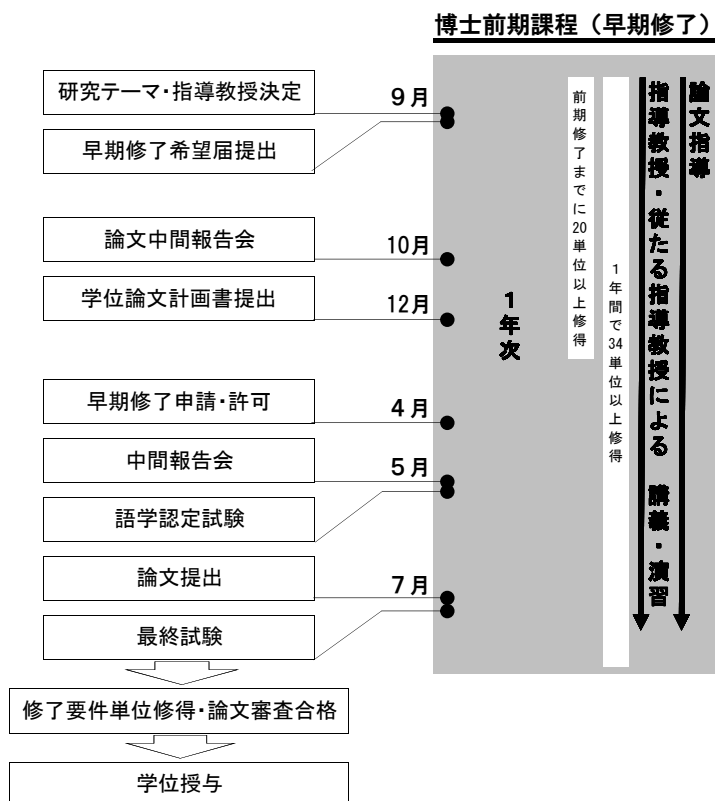 博士前期課程（早期修了）
研究テーマ・指導教授決定
9月
早期修了希望届提出
論文中間報告会
10月
学位論文計画書提出
12月
早期修了申請・許可
4月
中間報告会
5月
語学認定試験
論文提出
7月
最終試験
修了要件単位修得・論文審査合格
学位授与
1年次
前期修了までに20単位以上修得
1年間で34単位以上修得
指導教授・従たる指導教授による 講義・演習
論文指導